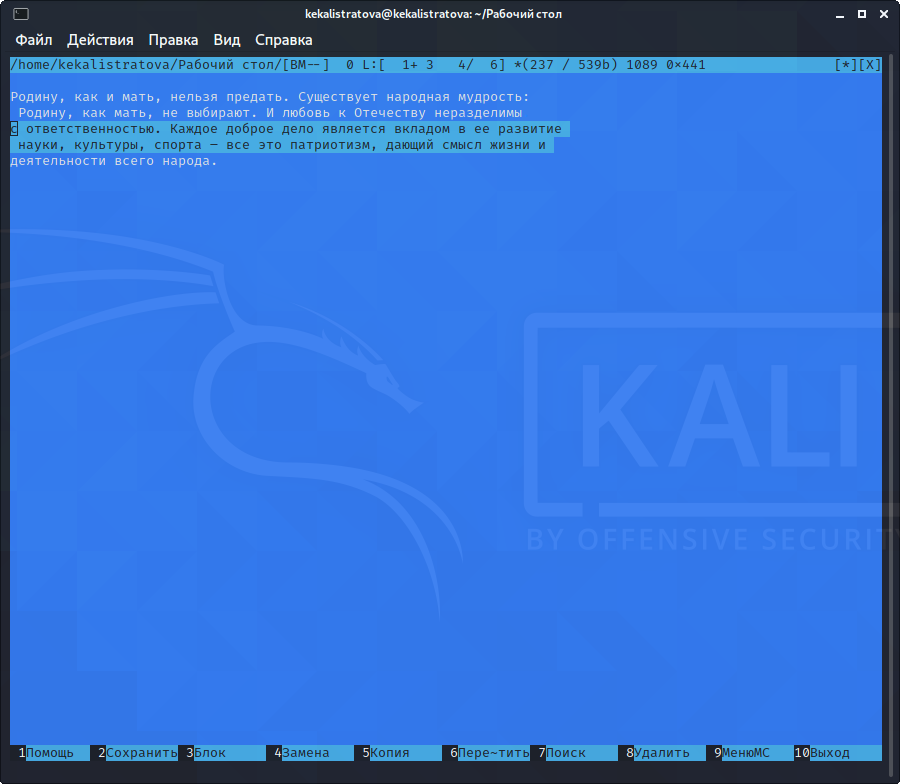 kekalistratova@kekalistratova: ~/Рабочий стол
Файл Действия Правка Вид Справка
/home/kekalistratova/Рабочий стол/[BM--] 0 L:[ 1+ 3 4/ 6] *(237 / 539b) 1089 0x441 [*][X]
Родину, как и мать, нельзя предать. Существует народная мудрость:
Родину, как мать, не выбирают. И любовь к Отечеству неразделимы
с ответственностью. Каждое доброе дело является вкладом в ее развитие
науки, культуры, спорта — все это патриотизм, дающий смысл жизни и
деятельности всего народа.
KALI
BY OFFENSIVE SECURIT
1Помощь 2Сохранить 3Блок 4Замена 5Копия 6Пере~тить 7Поиск 8Удалить 9МенюМС 10Выход